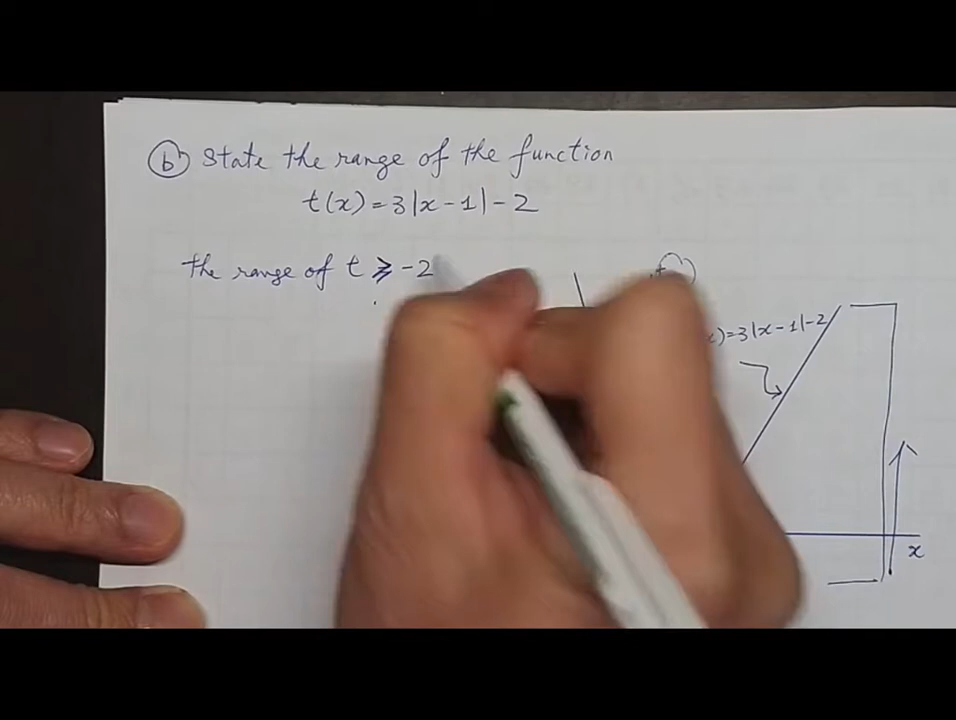 (b) State the range of the function
t(x) = 3|x - 1| - 2
the range of t ⩾ -2
x) = 3|x - 1| - 2
x